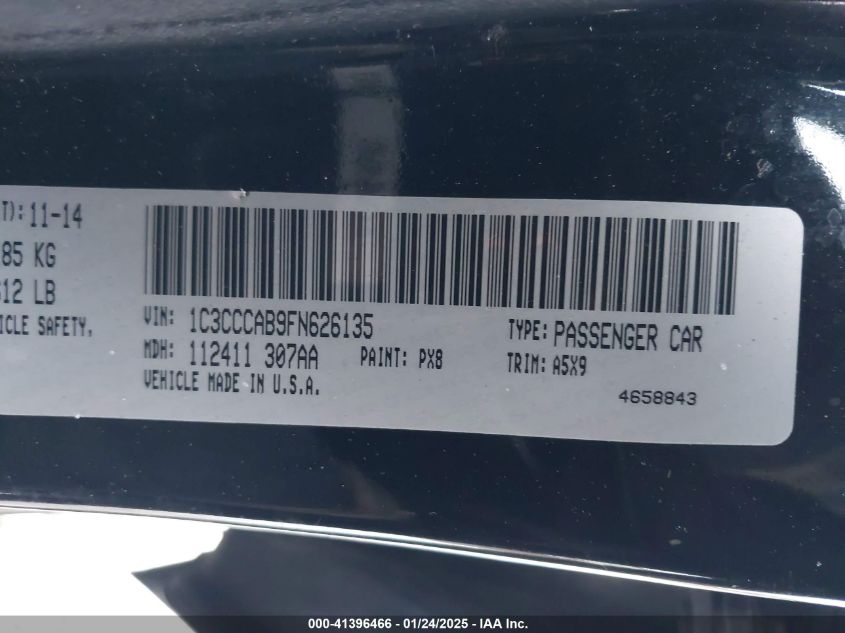 T): 11-14
85 KG
612 LB
ICLE SAFETY,
VIN: 1C3CCCAB9FN626135
TYPE: PASSENGER CAR
MDH: 112411 307AA
PAINT: PX8
TRIM: A5X9
VEHICLE MADE IN U.S.A.
4658843
000-41396466 - 01/24/2025 - IAA Inc.